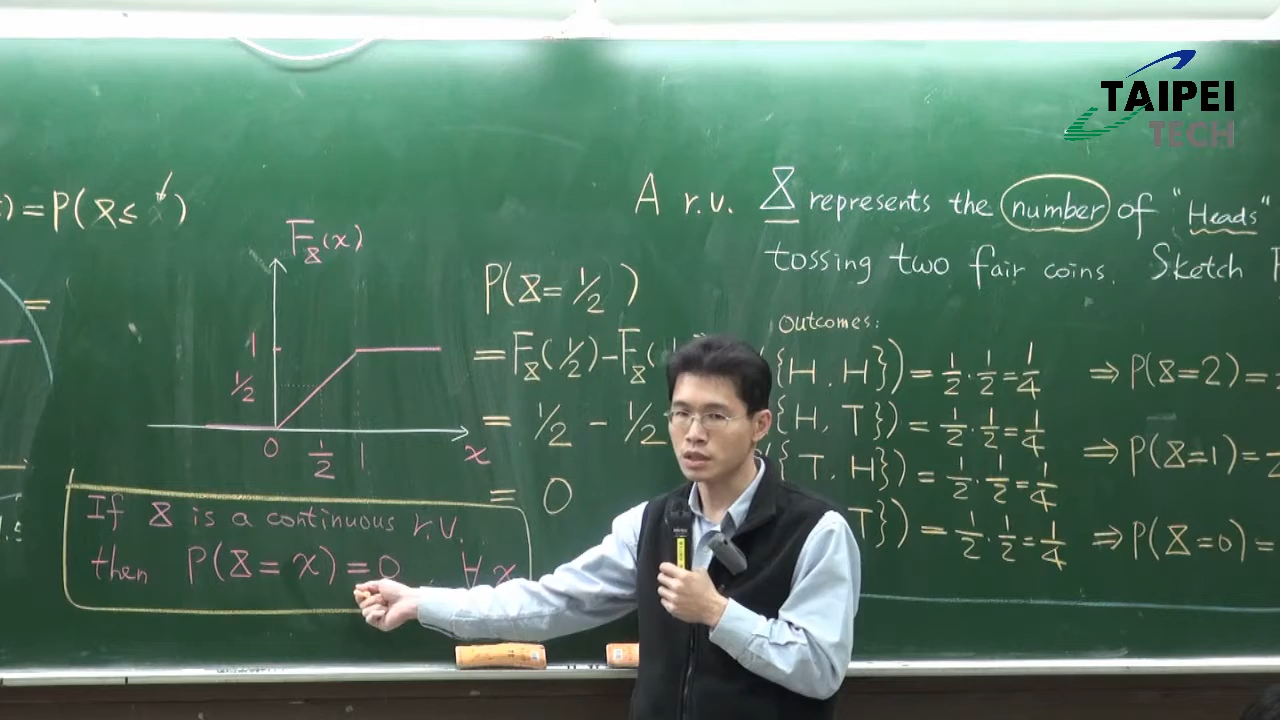 TAIPEI
TECH
) = P( X ≤ )
=
F_X(x)
1
1/2
0
1/2
1
x
If X is a continuous r.v.
then P(X = x) = 0 , ∀ x
P(X = 1/2 )
= F_X(1/2) - F_X(
= 1/2 - 1/2
= 0
A r.v. X represents the number of "Heads"
tossing two fair coins. Sketch
outcomes:
({H, H}) = 1/2 · 1/2 = 1/4 ⇒ P(X=2) =
({H, T}) = 1/2 · 1/2 = 1/4
({T, H}) = 1/2 · 1/2 = 1/4 ⇒ P(X=1) =
T}) = 1/2 · 1/2 = 1/4 ⇒ P(X=0) =